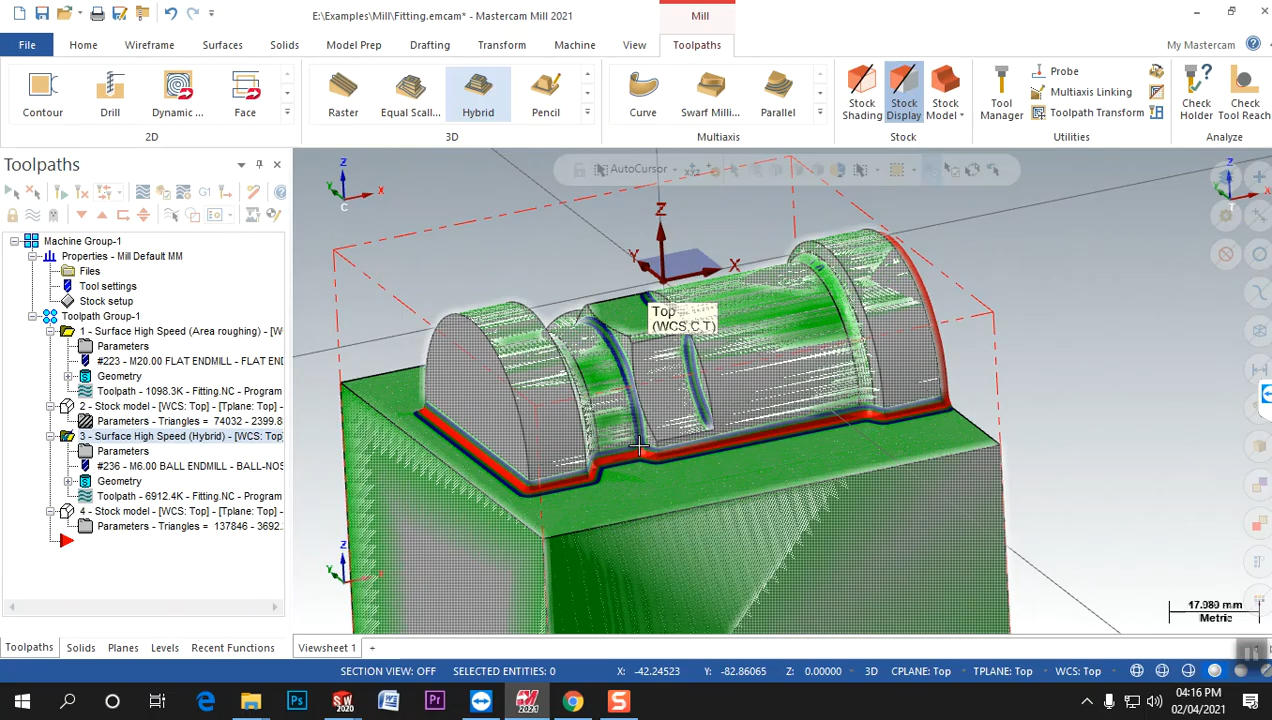 E:\Examples\Mill\Fitting.emcam* - Mastercam Mill 2021
Mill
File Home Wireframe Surfaces Solids Model Prep Drafting Transform Machine View Toolpaths My Mastercam
Contour Drill Dynamic ... Face
2D
Raster Equal Scall... Hybrid Pencil
3D
Curve Swarf Milli... Parallel
Multiaxis
Stock Shading
Stock Display
Stock Model
Stock
Tool Manager
Probe
Multiaxis Linking
Toolpath Transform
Utilities
Check Holder
Check Tool Reach
Analyze
Toolpaths
G1
Machine Group-1
Properties - Mill Default MM
Files
Tool settings
Stock setup
Toolpath Group-1
1 - Surface High Speed (Area roughing) - [W
Parameters
#223 - M20.00 FLAT ENDMILL - FLAT END
Geometry
Toolpath - 1098.3K - Fitting.NC - Program
2 - Stock model - [WCS: Top] - [Tplane: Top]
Parameters - Triangles = 74032 - 2399.8
3 - Surface High Speed (Hybrid) - [WCS: Top]
Parameters
#236 - M6.00 BALL ENDMILL - BALL-NOS
Geometry
Toolpath - 6912.4K - Fitting.NC - Program
4 - Stock model - [WCS: Top] - [Tplane: Top]
Parameters - Triangles = 137846 - 3692.
AutoCursor
Z
X
Y
C
Z
X
Y
Z
X
Y
T
Top
(WCS,C,T)
Z
Y
17.989 mm
Metric
Toolpaths Solids Planes Levels Recent Functions
Viewsheet 1 +
SECTION VIEW: OFF SELECTED ENTITIES: 0 X: -42.24523 Y: -82.86065 Z: 0.00000 3D CPLANE: Top TPLANE: Top WCS: Top
Ps
SW
2020
W
Pr
2021
S
04:16 PM
02/04/2021